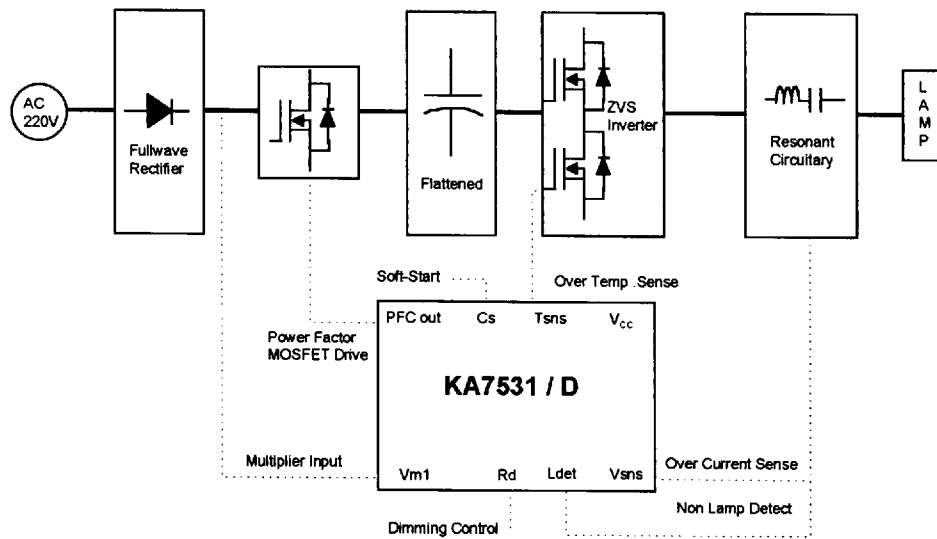 AC
220V
Fullwave
Rectifier
Flattened
ZVS
Inverter
Resonant
Circuitary
L
A
M
P
Soft-Start
Over Temp .Sense
PFC out
Cs
Tsns
Vcc
Power Factor
MOSFET Drive
KA7531 / D
Multiplier Input
Vm1
Rd
Ldet
Vsns
Over Current Sense
Non Lamp Detect
Dimming Control